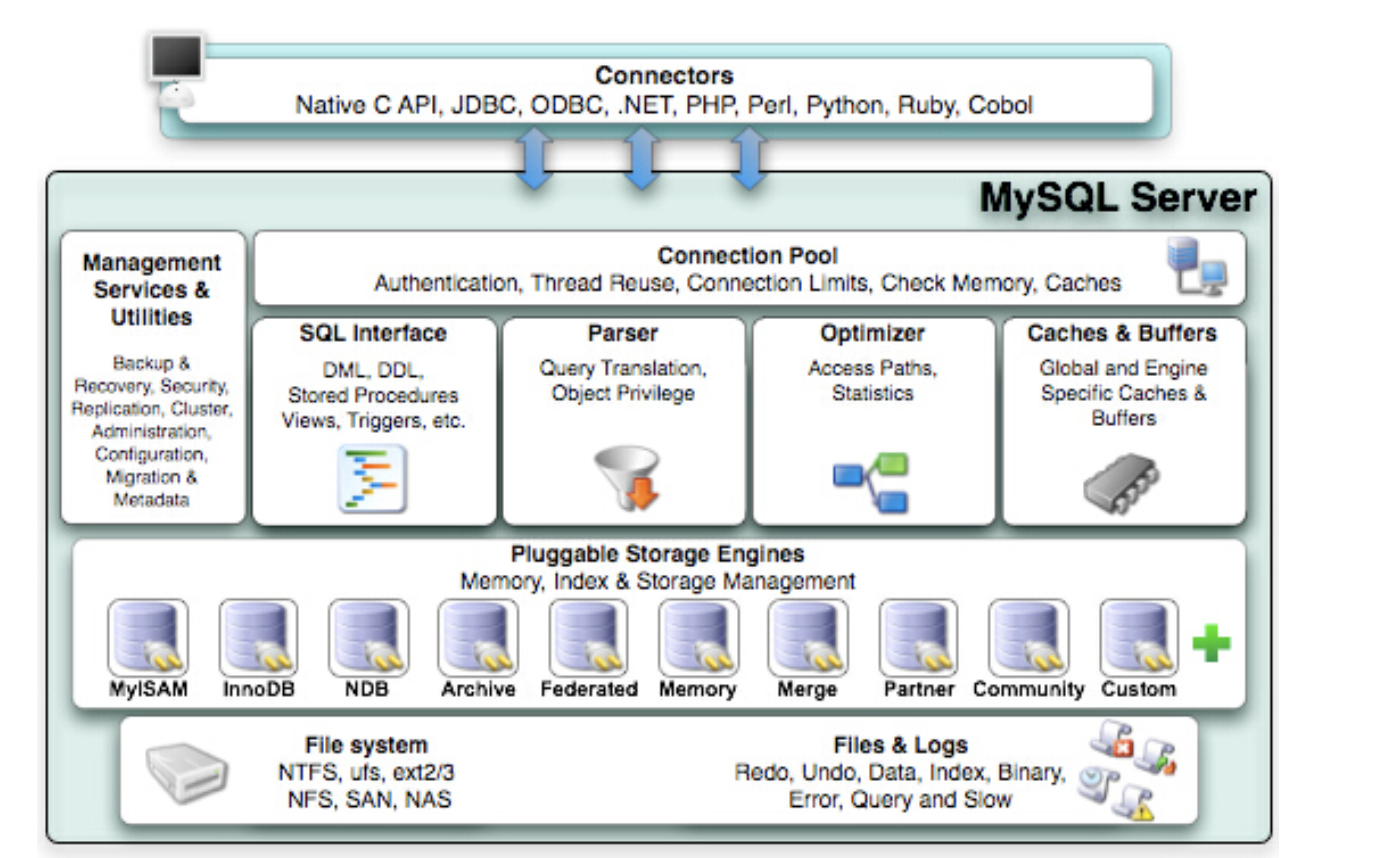 Connectors
Native C API, JDBC, ODBC, .NET, PHP, Perl, Python, Ruby, Cobol
MySQL Server
Management
Services &
Utilities
Backup &
Recovery, Security,
Replication, Cluster,
Administration,
Configuration,
Migration &
Metadata
Connection Pool
Authentication, Thread Reuse, Connection Limits, Check Memory, Caches
SQL Interface
DML, DDL,
Stored Procedures
Views, Triggers, etc.
Parser
Query Translation,
Object Privilege
Optimizer
Access Paths,
Statistics
Caches & Buffers
Global and Engine
Specific Caches &
Buffers
Pluggable Storage Engines
Memory, Index & Storage Management
MyISAM
InnoDB
NDB
Archive
Federated
Memory
Merge
Partner
Community
Custom
File system
NTFS, ufs, ext2/3
NFS, SAN, NAS
Files & Logs
Redo, Undo, Data, Index, Binary,
Error, Query and Slow